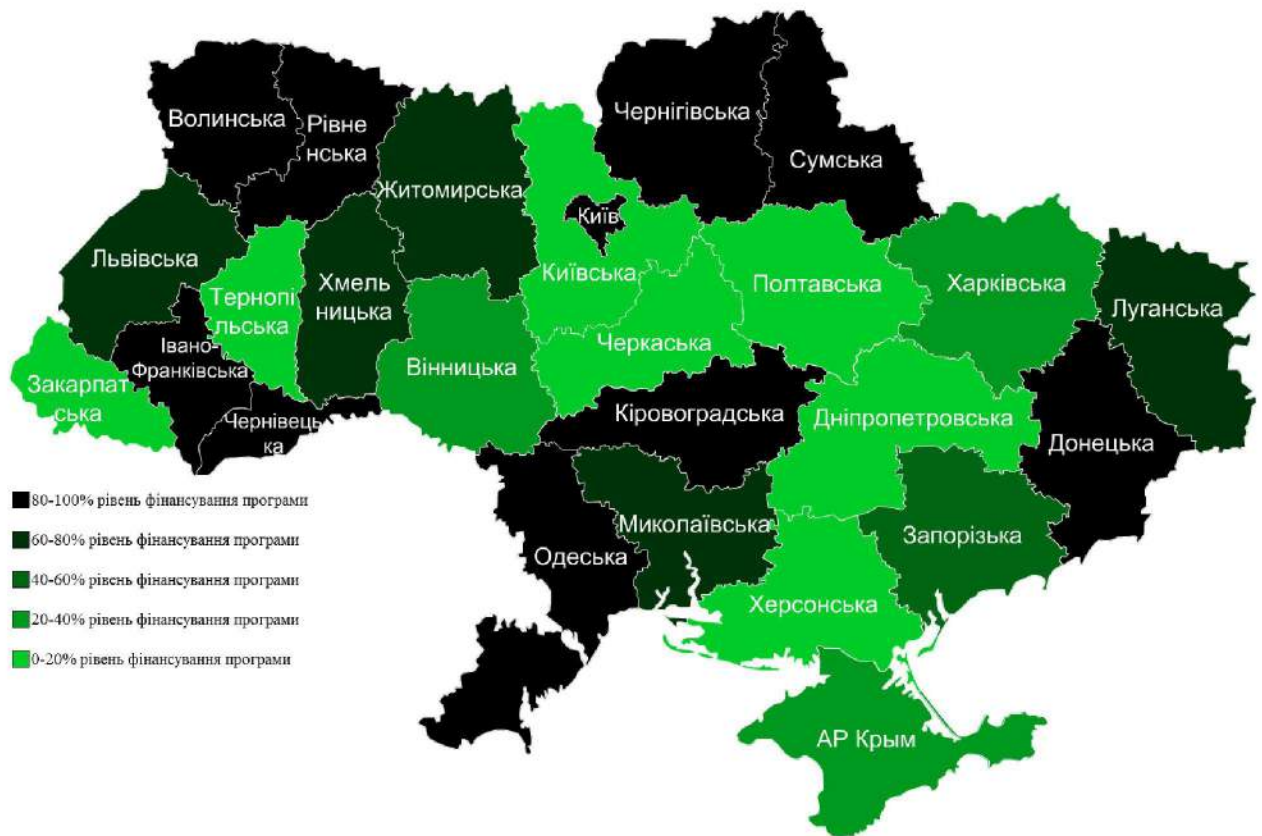 Волинська
Рівне
нська
Чернігівська
Сумська
Житомирська
Київ
Львівська
Київська
Полтавська
Харківська
Хмель
ницька
Тернопі
льська
Луганська
Івано-
Франківська
Черкаська
Вінницька
Закарпат
ська
Кіровоградська
Дніпропетровська
Чернівець
ка
Донецька
80-100% рівень фінансування програми
60-80% рівень фінансування програми
40-60% рівень фінансування програми
20-40% рівень фінансування програми
0-20% рівень фінансування програми
Миколаївська
Запорізька
Одеська
Херсонська
АР Крым